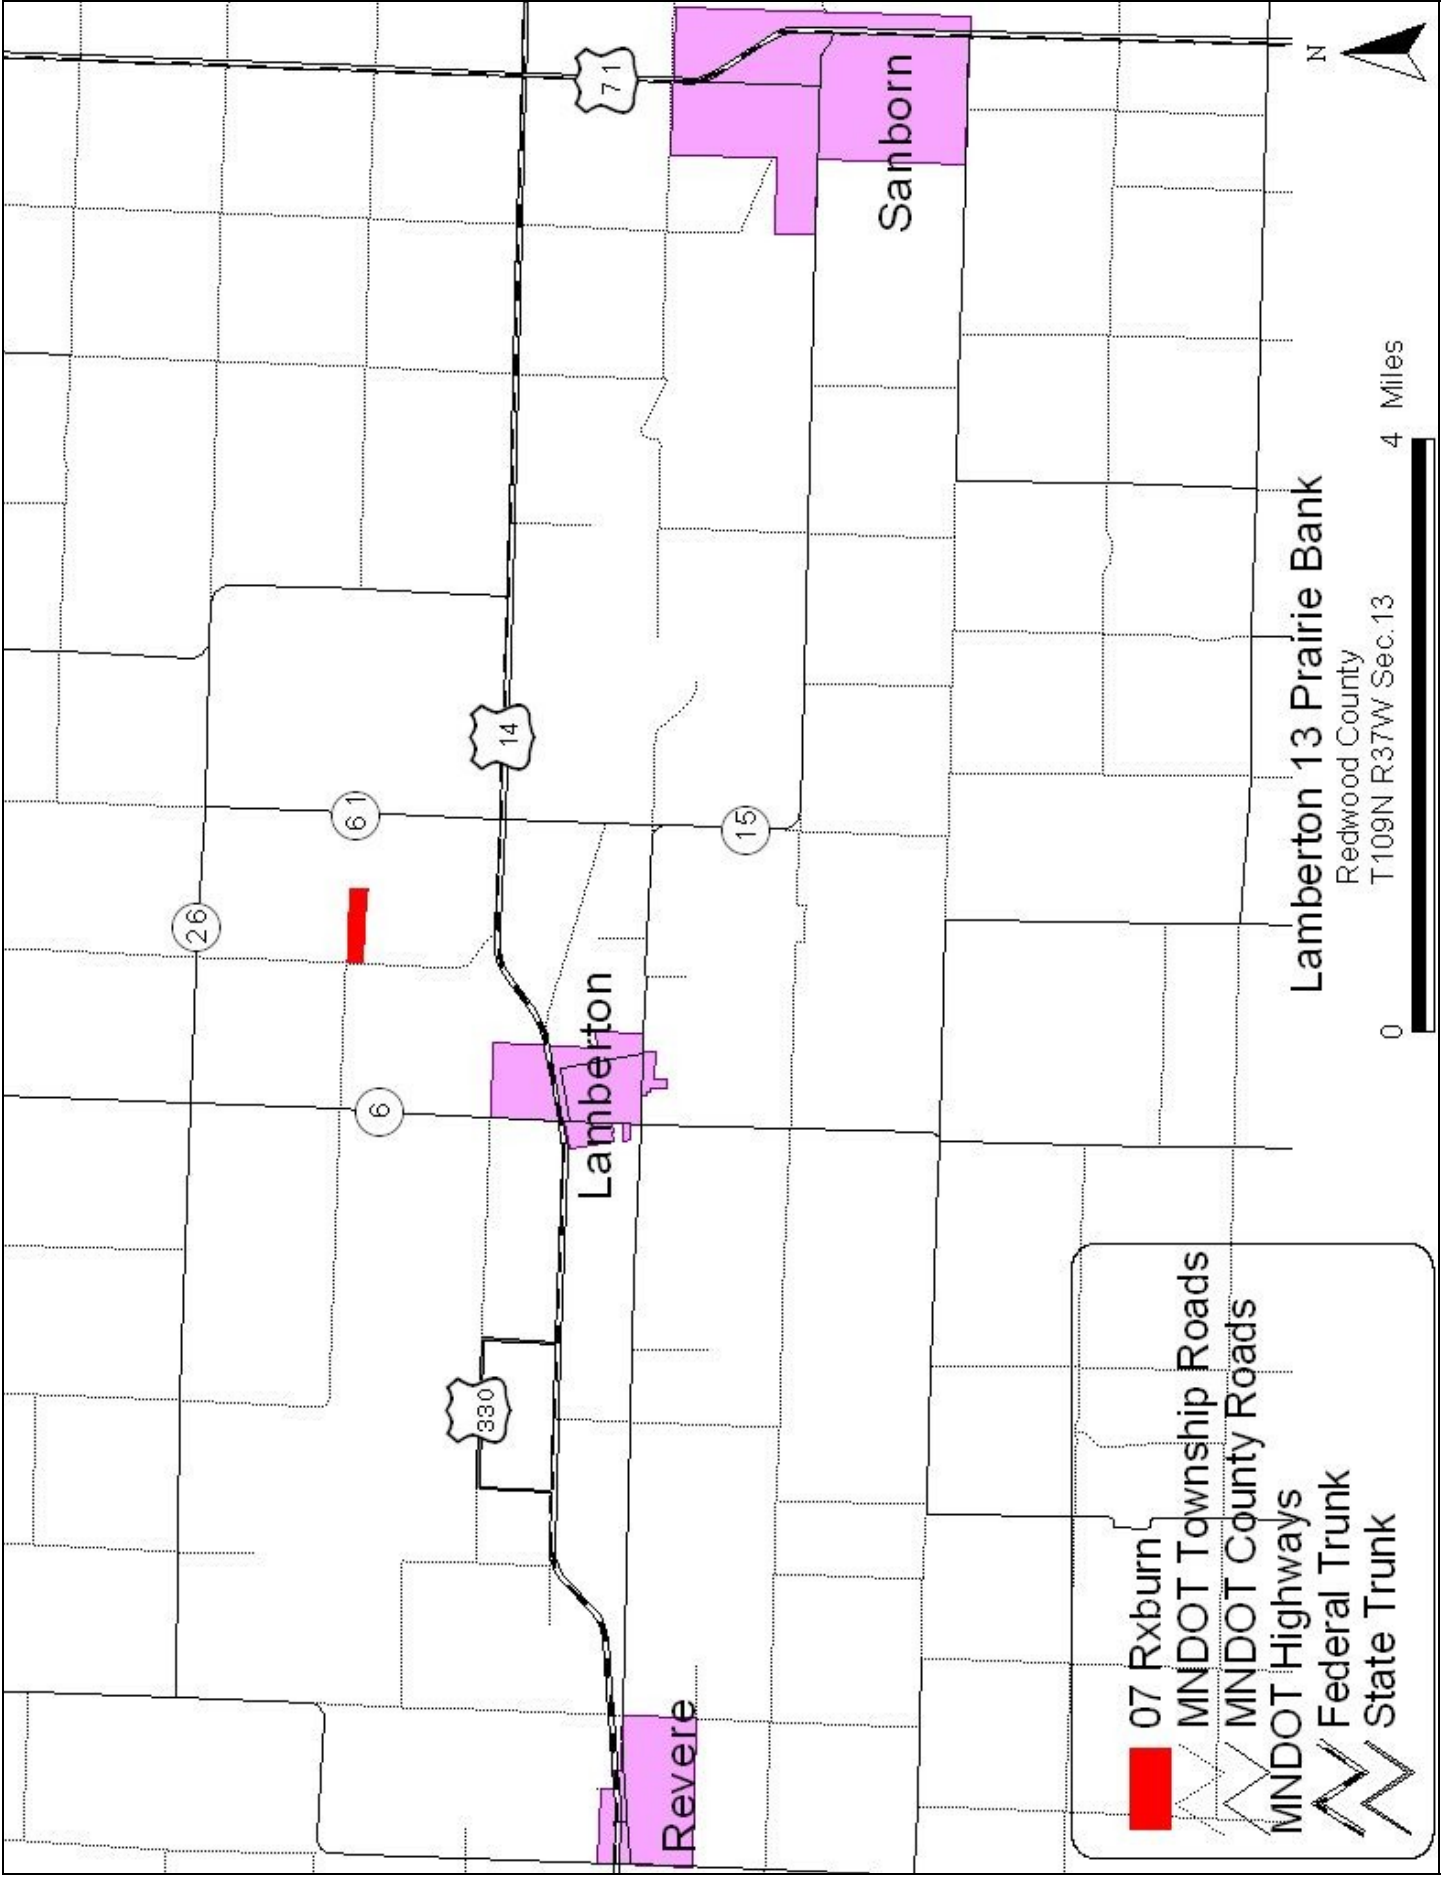 26
61
6
14
71
330
15
Lamberton
Sanborn
Revere
07 Rxburn
MNDOT Township Roads
MNDOT County Roads
MNDOT Highways
Federal Trunk
State Trunk
Lamberton 13 Prairie Bank
Redwood County
T109N R37W Sec.13
0 4 Miles
N